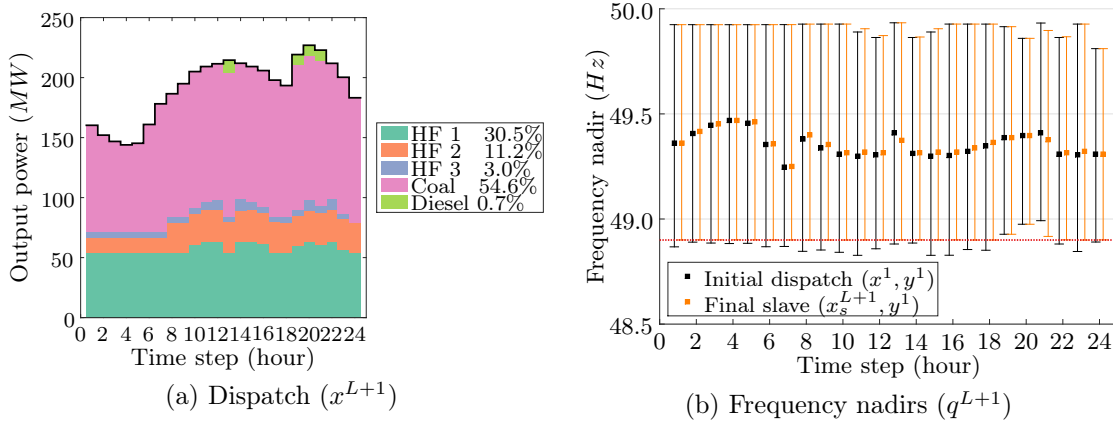 250
200
150
100
50
0
Output power (MW)
0 2 4 6 8 10 12 14 16 18 20 22 24
Time step (hour)
HF 1 30.5%
HF 2 11.2%
HF 3 3.0%
Coal 54.6%
Diesel 0.7%
(a) Dispatch (x^{L+1})
50.0
49.5
49.0
48.5
Frequency nadir (Hz)
Initial dispatch (x^1, y^1)
Final slave (x_s^{L+1}, y^1)
0 2 4 6 8 10 12 14 16 18 20 22 24
Time step (hour)
(b) Frequency nadirs (q^{L+1})